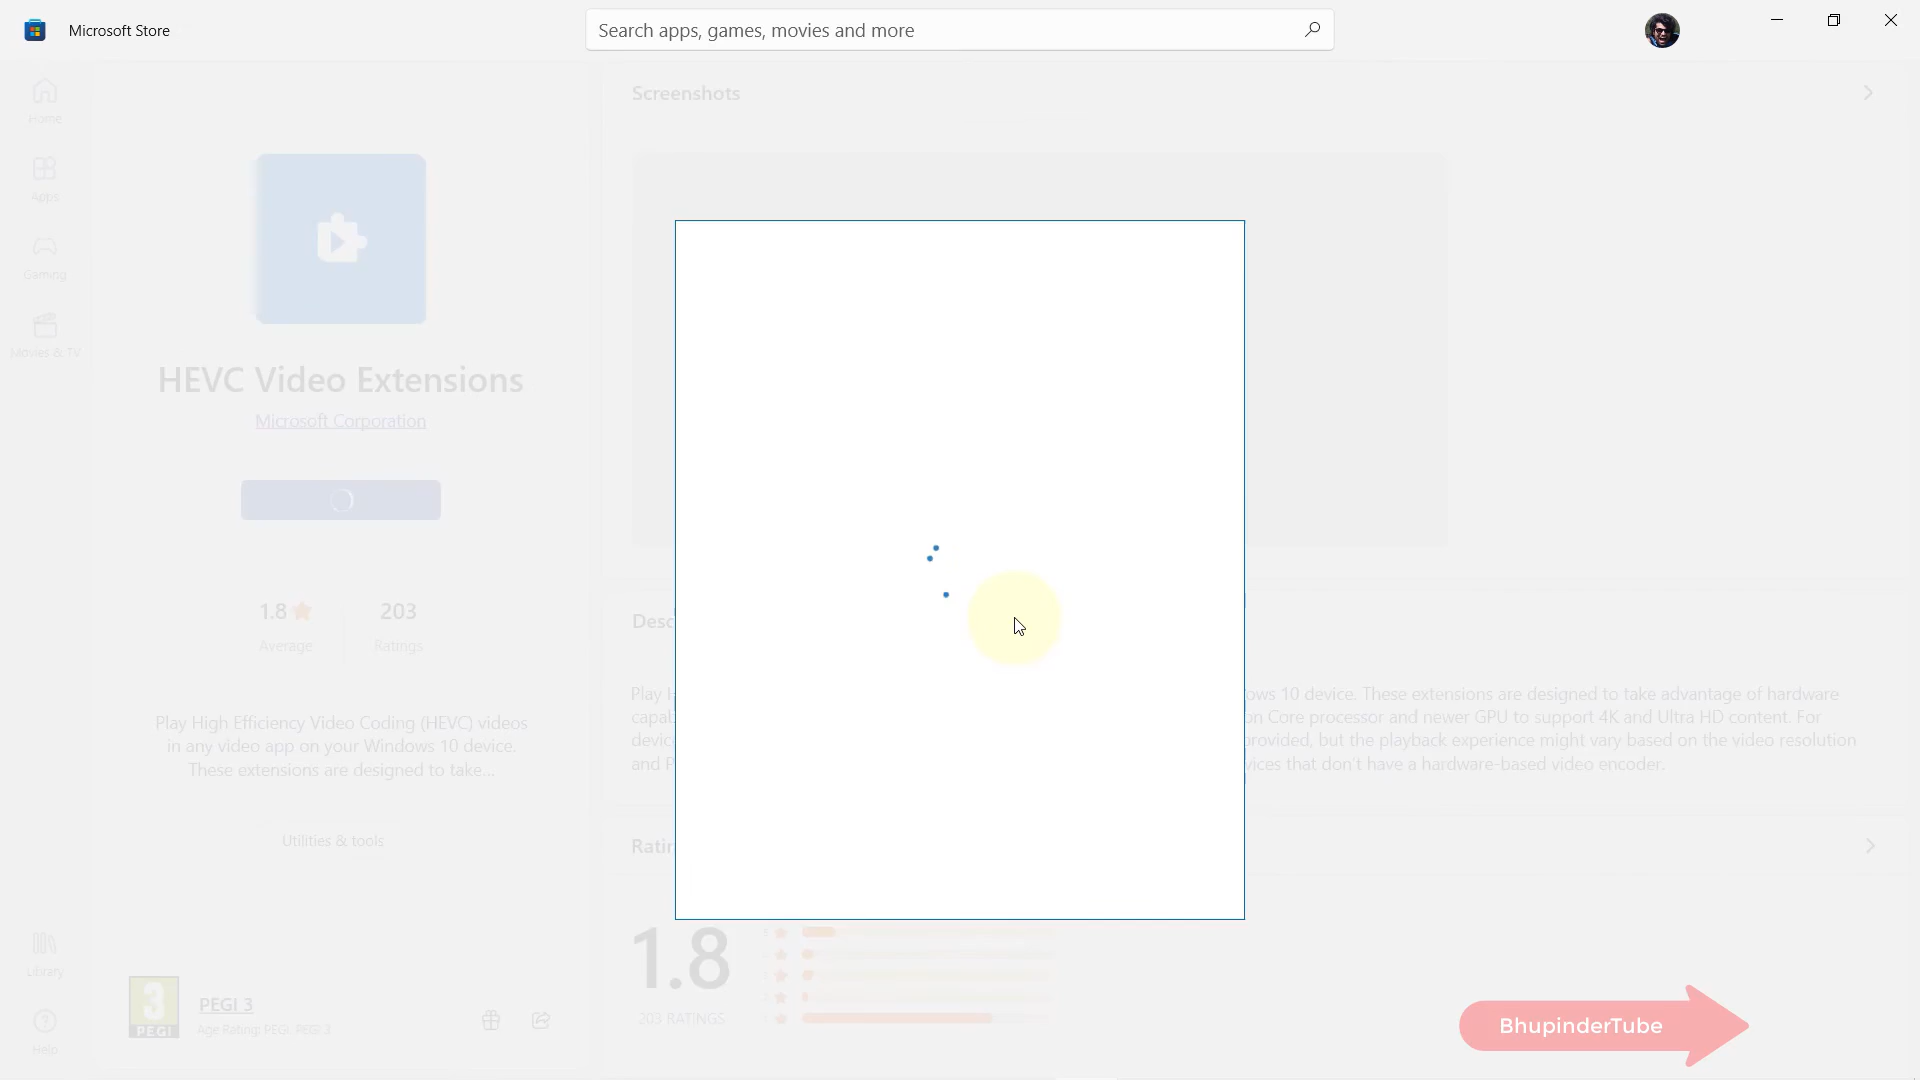 Microsoft Store
Search apps, games, movies and more
Home
Apps
Gaming
Movies & TV
Library
Help
HEVC Video Extensions
Microsoft Corporation
1.8
203
Average
Ratings
Play High Efficiency Video Coding (HEVC) videos
in any video app on your Windows 10 device.
These extensions are designed to take...
Utilities & tools
3
PEGI
PEGI 3
Age Rating: PEGI. PEGI 3
Screenshots
Desc
Play
ows 10 device. These extensions are designed to take advantage of hardware
capa
on Core processor and newer GPU to support 4K and Ultra HD content. For
devic
provided, but the playback experience might vary based on the video resolution
and P
vices that don't have a hardware-based video encoder.
Ratin
1.8
203 RATINGS
BhupinderTube